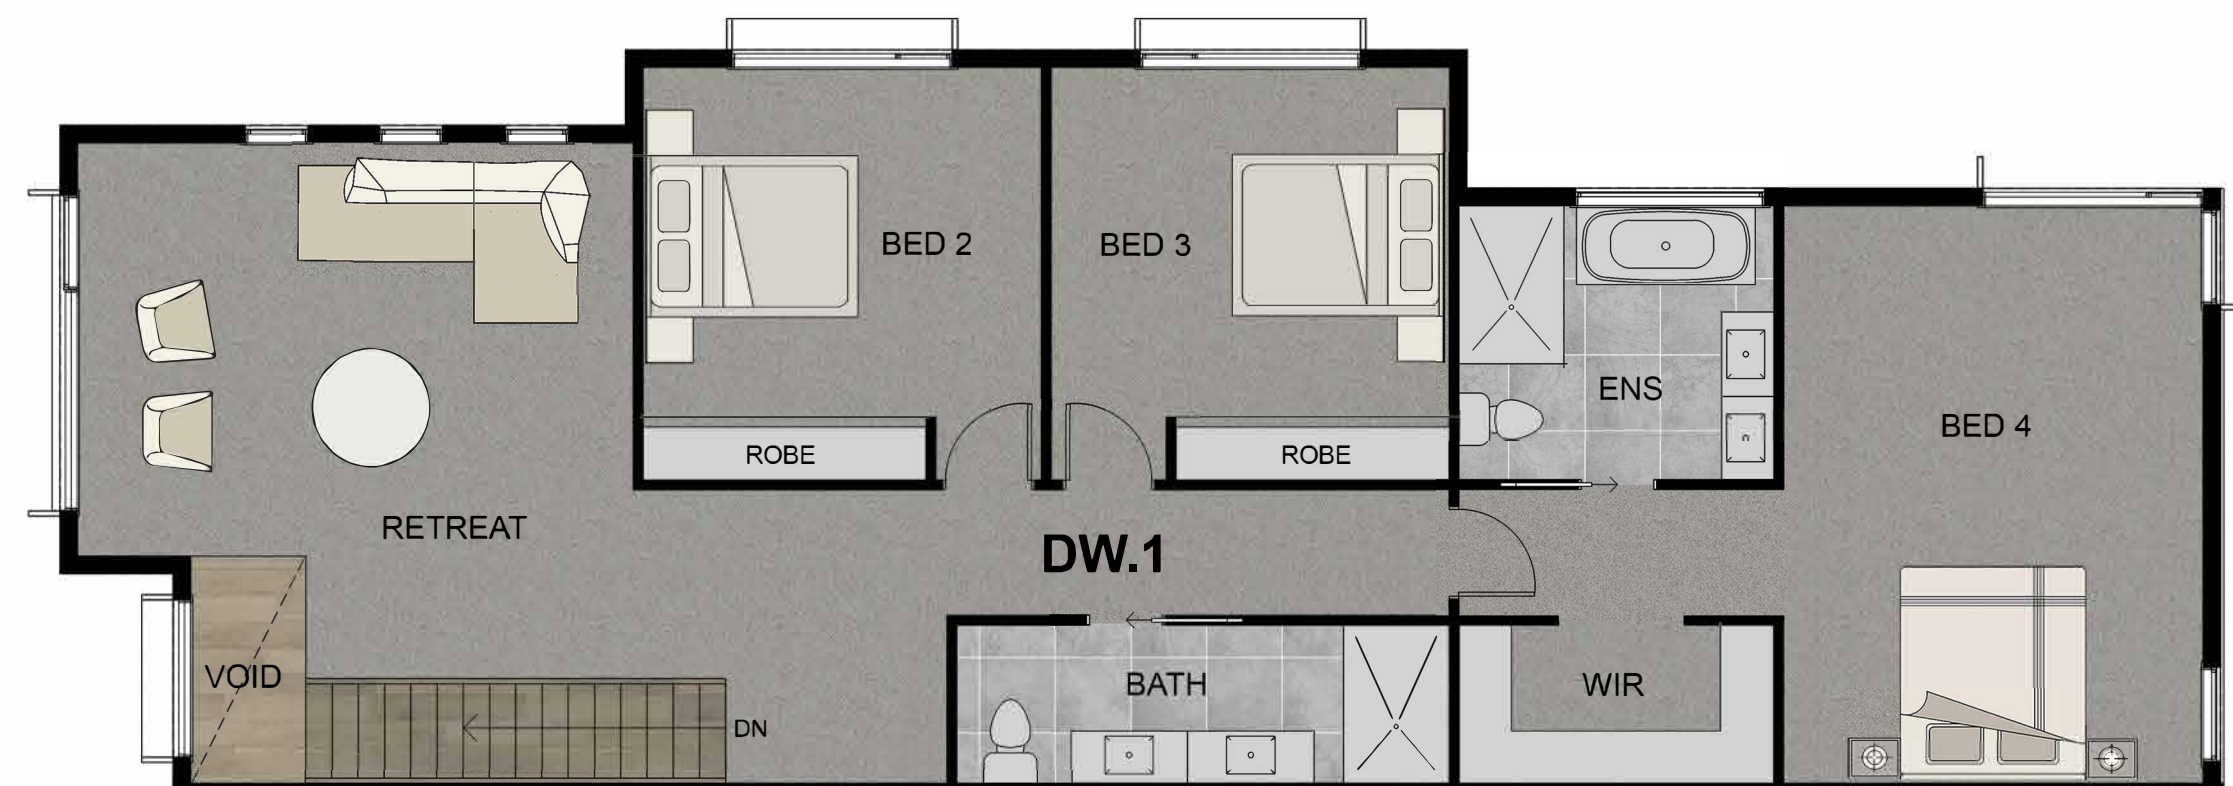 BED 2
BED 3
ENS
BED 4
ROBE
ROBE
RETREAT
DW.1
VOID
BATH
WIR
DN